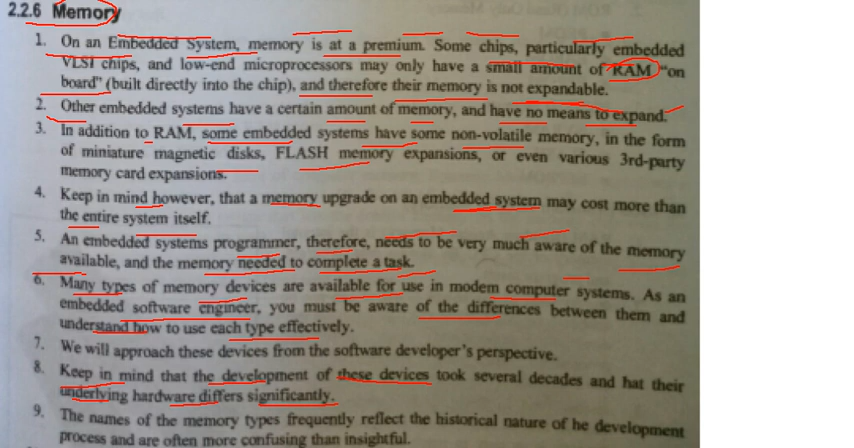 2.2.6 Memory
1. On an Embedded System, memory is at a premium. Some chips, particularly embedded
VLSI chips, and low-end microprocessors may only have a small amount of RAM "on
board" (built directly into the chip), and therefore their memory is not expandable.
2. Other embedded systems have a certain amount of memory, and have no means to expand.
3. In addition to RAM, some embedded systems have some non-volatile memory, in the form
of miniature magnetic disks, FLASH memory expansions, or even various 3rd-party
memory card expansions.
4. Keep in mind however, that a memory upgrade on an embedded system may cost more than
the entire system itself.
5. An embedded systems programmer, therefore, needs to be very much aware of the memory
available, and the memory needed to complete a task.
6. Many types of memory devices are available for use in modem computer systems. As an
embedded software engineer, you must be aware of the differences between them and
understand how to use each type effectively.
7. We will approach these devices from the software developer's perspective.
8. Keep in mind that the development of these devices took several decades and hat their
underlying hardware differs significantly.
9. The names of the memory types frequently reflect the historical nature of he development
process and are often more confusing than insightful.